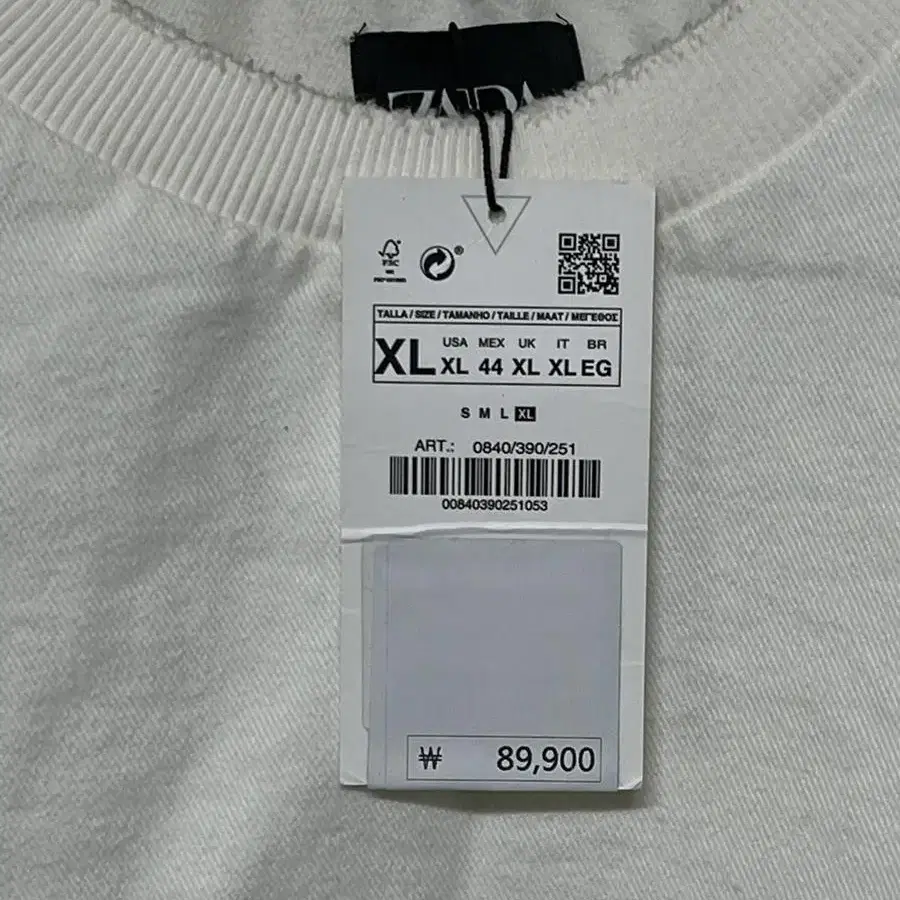 ZARA
FSC
®
TALLA / SIZE / TAMANHO / TAILLE / MAAT / ΜΕΓΕΘΟΣ
XL
USA MEX UK IT BR
XL 44 XL XL EG
S M L XL
ART.: 0840/390/251
00840390251053
₩ 89,900